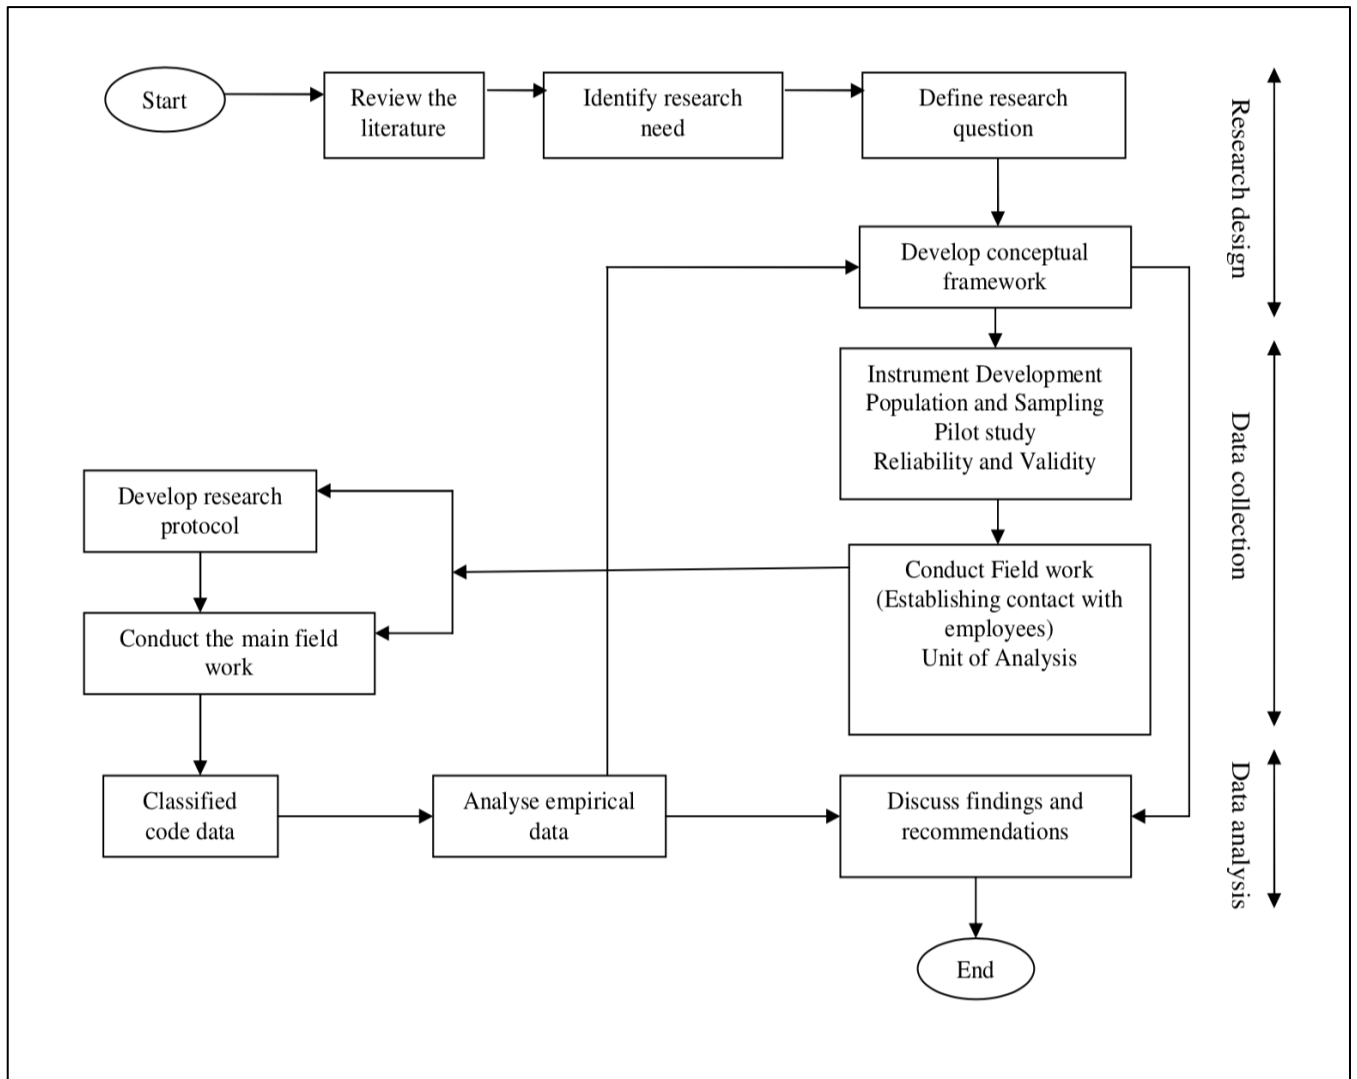 Start
Review the
literature
Identify research
need
Define research
question
Research design
Develop conceptual
framework
Instrument Development
Population and Sampling
Pilot study
Reliability and Validity
Data collection
Develop research
protocol
Conduct Field work
(Establishing contact with
employees)
Unit of Analysis
Conduct the main field
work
Classified
code data
Analyse empirical
data
Discuss findings and
recommendations
Data analysis
End